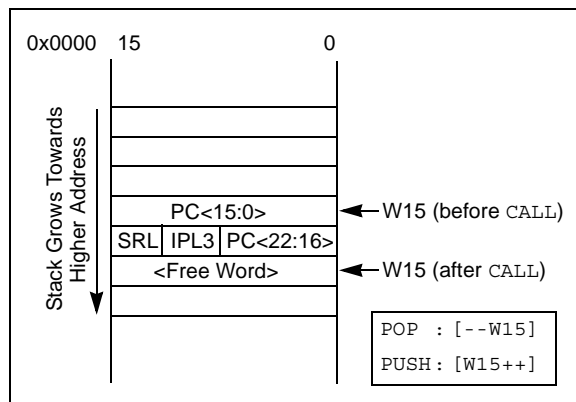 0x0000 15 0
Stack Grows Towards
Higher Address
PC<15:0>
W15 (before CALL)
SRL IPL3 PC<22:16>
<Free Word>
W15 (after CALL)
POP : [--W15]
PUSH: [W15++]